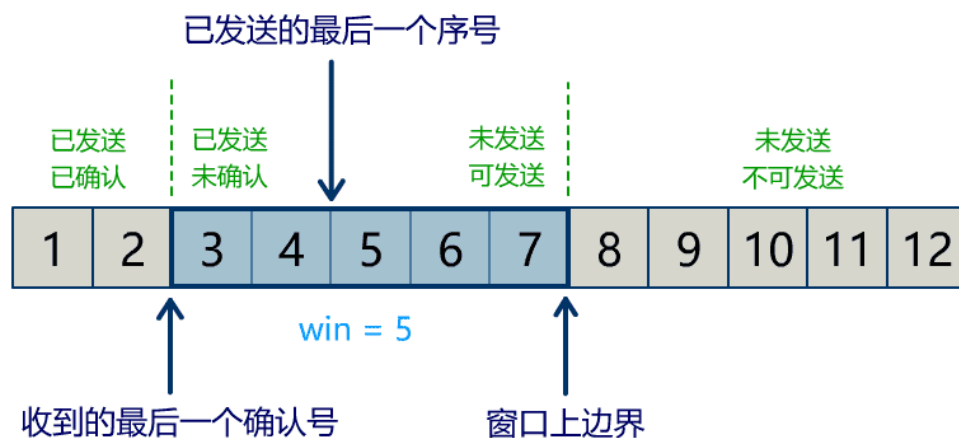 已发送的最后一个序号
已发送
已确认
已发送
未确认
未发送
可发送
未发送
不可发送
1 2 3 4 5 6 7 8 9 10 11 12
win = 5
收到的最后一个确认号
窗口上边界